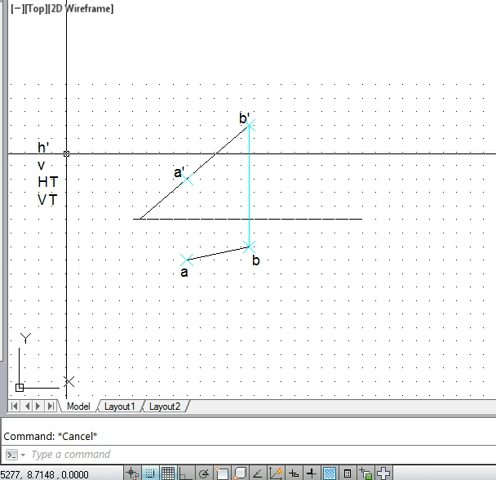 [−][Top][2D Wireframe]
b'
h'
a'
v
HT
VT
b
a
Y
X
Model Layout1 Layout2
Command: *Cancel*
Type a command
5277, 8.7148 , 0.0000